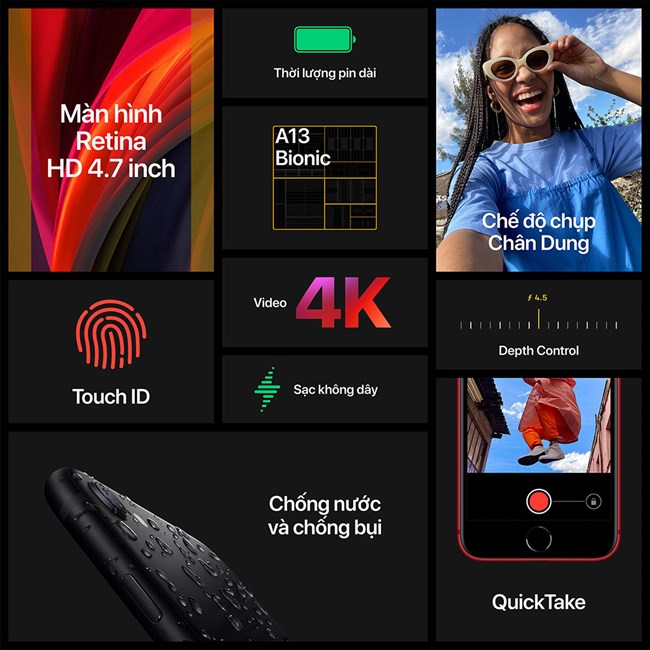 Màn hình
Retina
HD 4.7 inch
Thời lượng pin dài
A13
Bionic
Chế độ chụp
Chân Dung
Video 4K
ƒ 4.5
Depth Control
Touch ID
Sạc không dây
Chống nước
và chống bụi
QuickTake